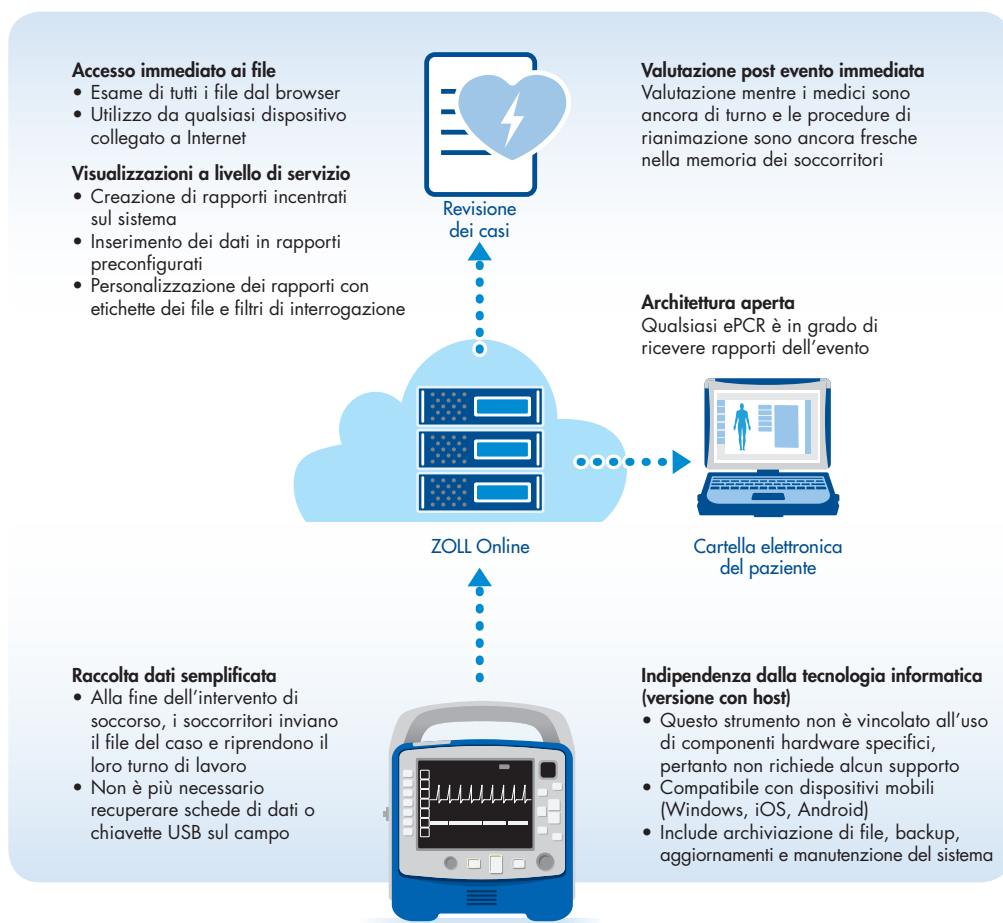 Accesso immediato ai file
• Esame di tutti i file dal browser
• Utilizzo da qualsiasi dispositivo
collegato a Internet
Visualizzazioni a livello di servizio
• Creazione di rapporti incentrati
sul sistema
• Inserimento dei dati in rapporti
preconfigurati
• Personalizzazione dei rapporti con
etichette dei file e filtri di interrogazione
Revisione
dei casi
Valutazione post evento immediata
Valutazione mentre i medici sono
ancora di turno e le procedure di
rianimazione sono ancora fresche
nella memoria dei soccorritori
Architettura aperta
Qualsiasi ePCR è in grado di
ricevere rapporti dell'evento
ZOLL Online
Cartella elettronica
del paziente
Raccolta dati semplificata
• Alla fine dell'intervento di
soccorso, i soccorritori inviano
il file del caso e riprendono il
loro turno di lavoro
• Non è più necessario
recuperare schede di dati o
chiavette USB sul campo
Indipendenza dalla tecnologia informatica
(versione con host)
• Questo strumento non è vincolato all'uso
di componenti hardware specifici,
pertanto non richiede alcun supporto
• Compatibile con dispositivi mobili
(Windows, iOS, Android)
• Include archiviazione di file, backup,
aggiornamenti e manutenzione del sistema